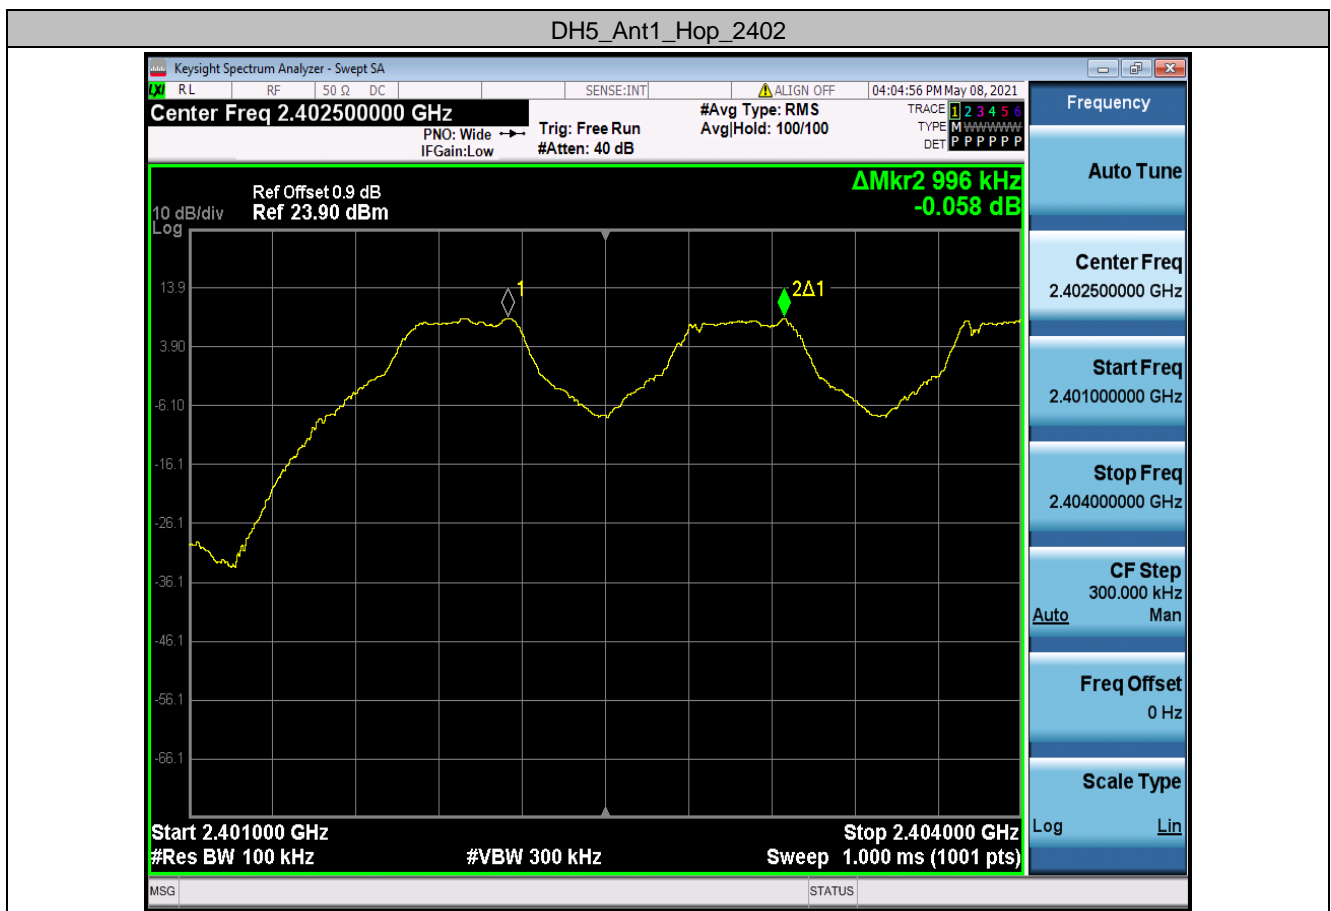 DH5_Ant1_Hop_2402
Keysight Spectrum Analyzer - Swept SA
LXI RL RF 50 Ω DC SENSE:INT ALIGN OFF 04:04:56 PM May 08, 2021
Center Freq 2.402500000 GHz
PNO: Wide
IFGain:Low
Trig: Free Run
#Atten: 40 dB
#Avg Type: RMS
Avg|Hold: 100/100
TRACE 1 2 3 4 5 6
TYPE M WWWWW
DET P P P P P P
Frequency
Auto Tune
Center Freq
2.402500000 GHz
Start Freq
2.401000000 GHz
Stop Freq
2.404000000 GHz
CF Step
300.000 kHz
Auto Man
Freq Offset
0 Hz
Scale Type
Log Lin
ΔMkr2 996 kHz
-0.058 dB
Ref Offset 0.9 dB
10 dB/div Ref 23.90 dBm
Log
1
2Δ1
13.9
3.90
-6.10
-16.1
-26.1
-36.1
-46.1
-56.1
-66.1
Start 2.401000 GHz Stop 2.404000 GHz
#Res BW 100 kHz #VBW 300 kHz Sweep 1.000 ms (1001 pts)
MSG STATUS